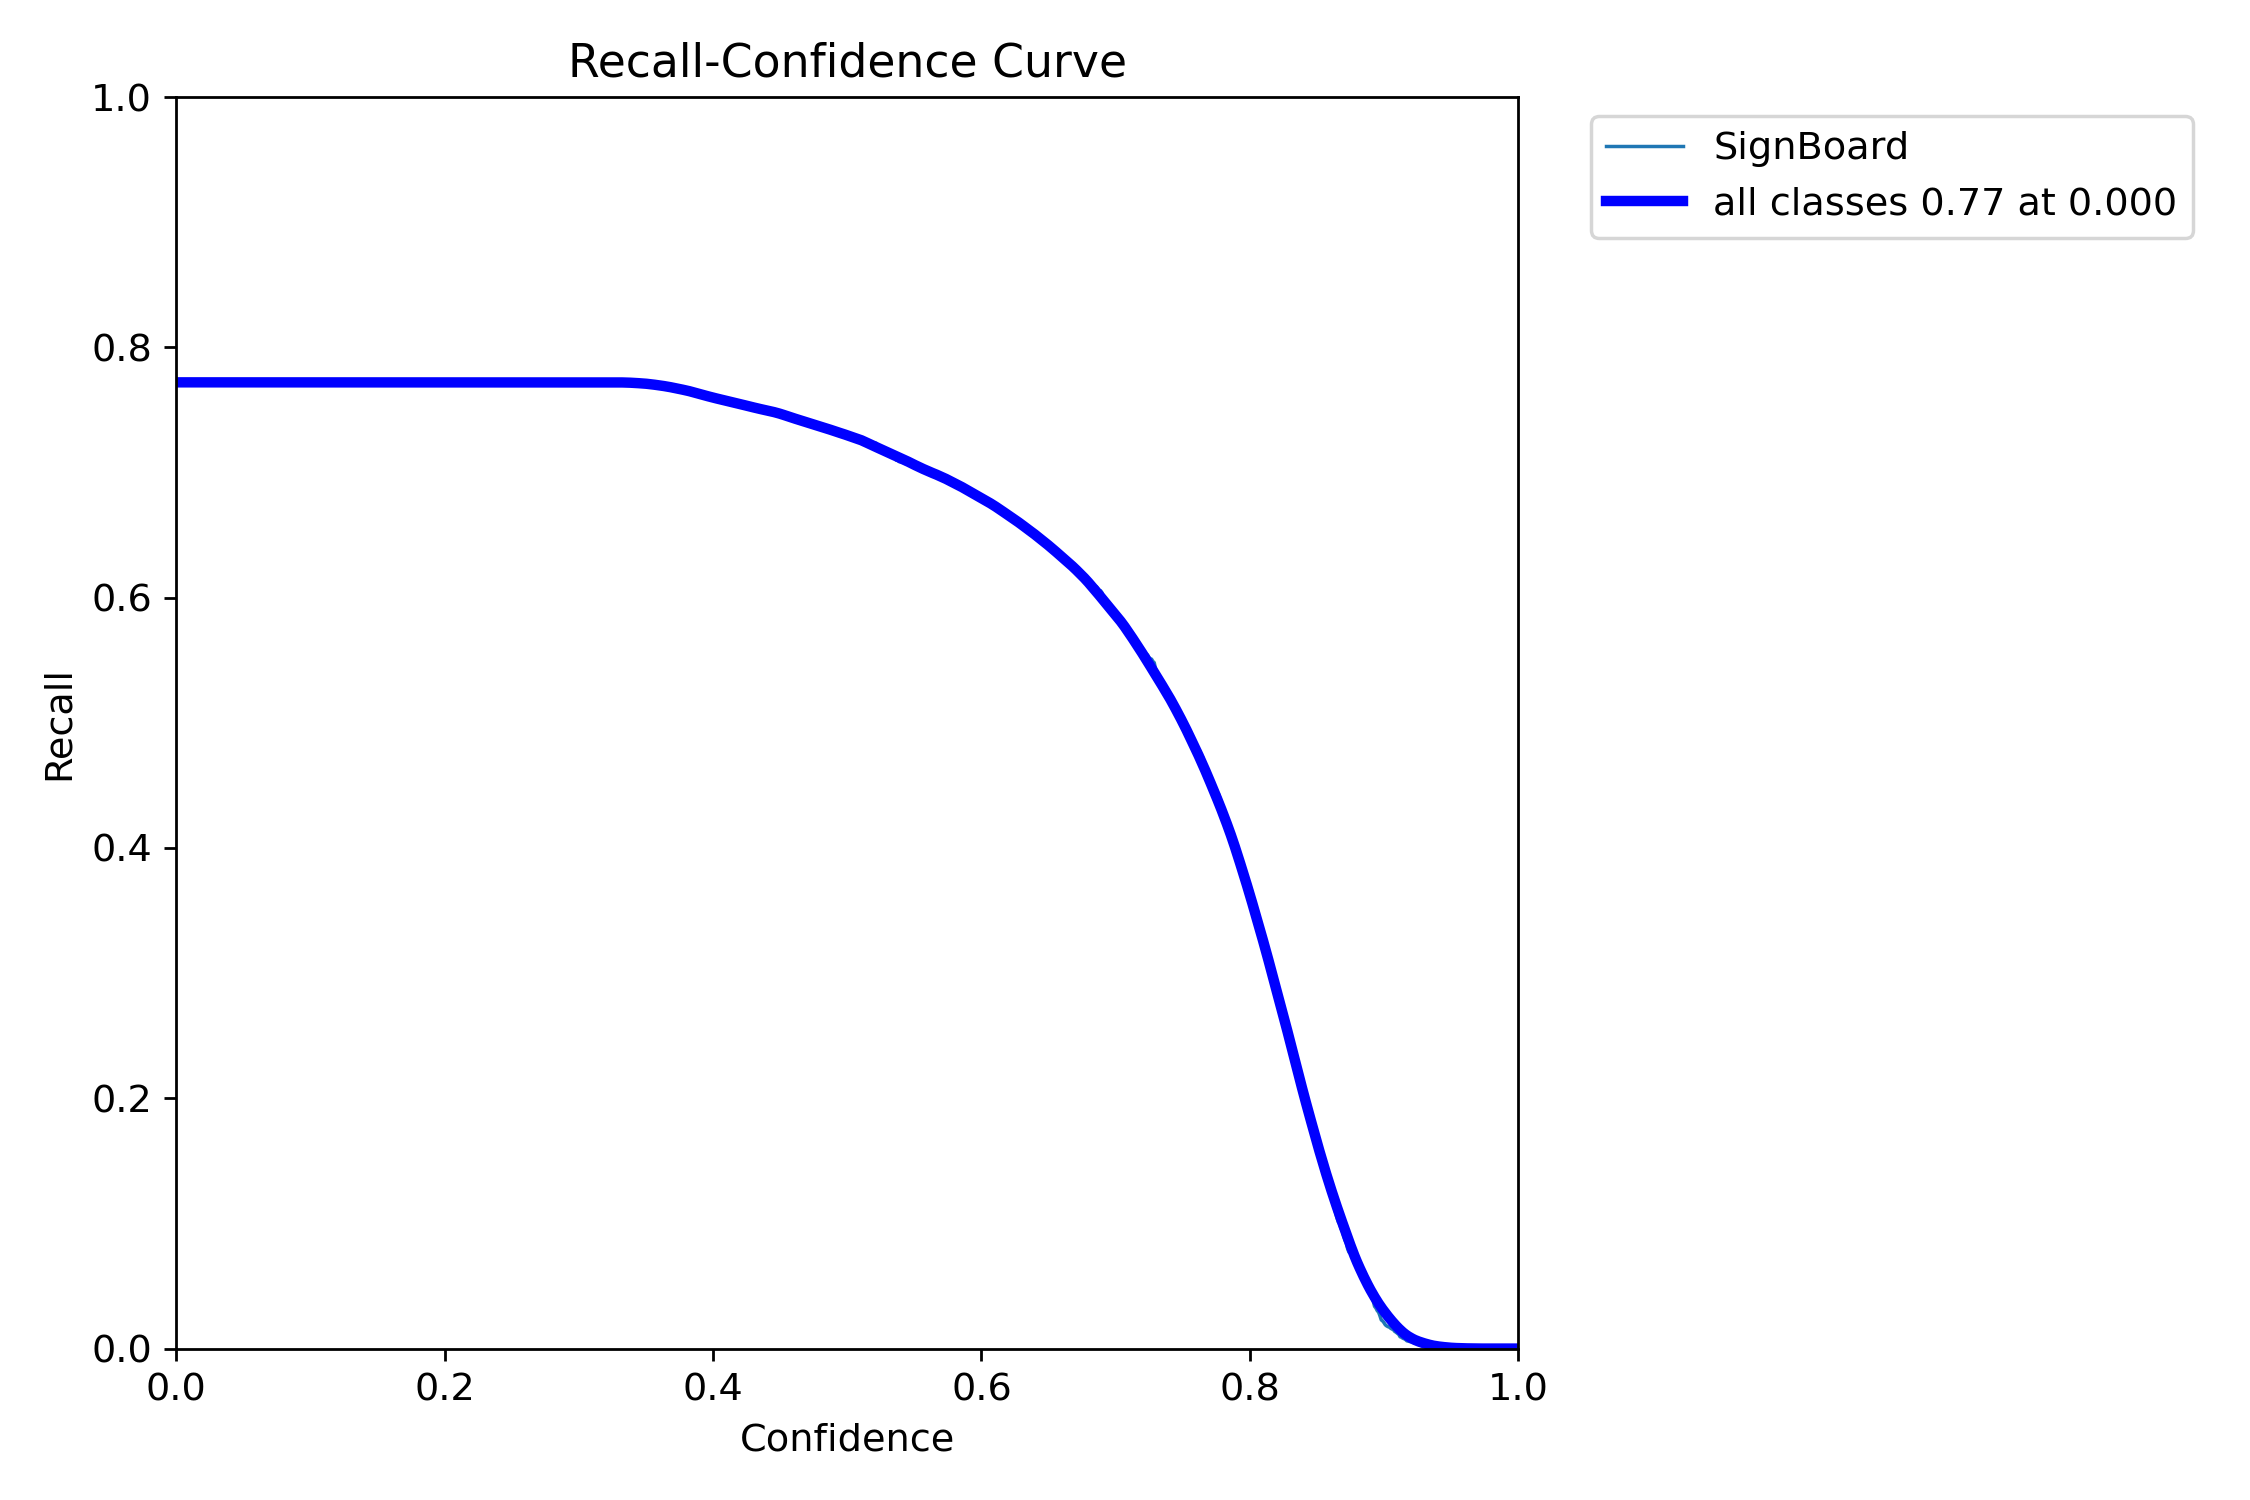 Recall-Confidence Curve
SignBoard
all classes 0.77 at 0.000
1.0
0.8
0.6
0.4
0.2
0.0
Recall
0.0 0.2 0.4 0.6 0.8 1.0
Confidence